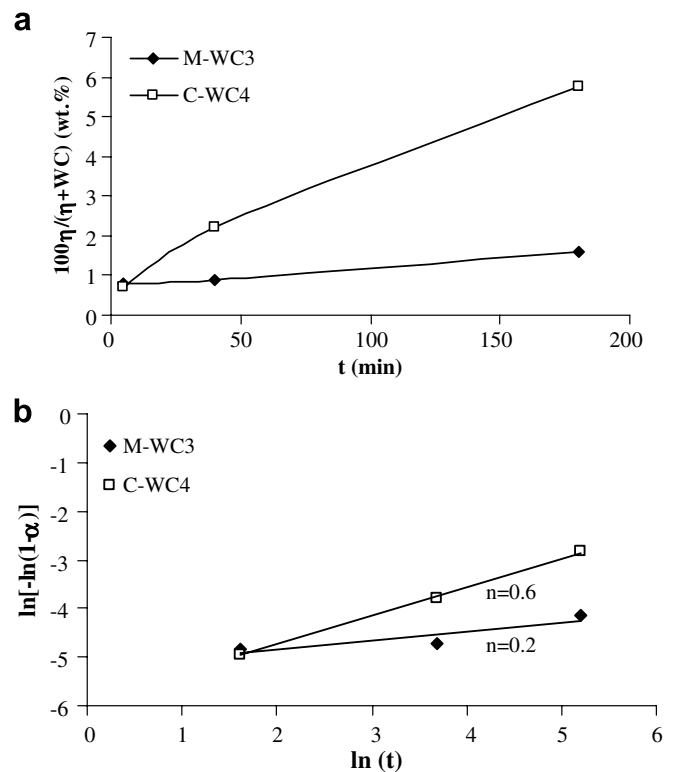 a
7
6
5
4
3
2
1
0
100η/(η+WC) (wt.%)
M-WC3
C-WC4
0 50 100 150 200
t (min)
b
0
-1
-2
-3
-4
-5
-6
ln[-ln(1-α)]
M-WC3
C-WC4
n=0.6
n=0.2
0 1 2 3 4 5 6
ln (t)